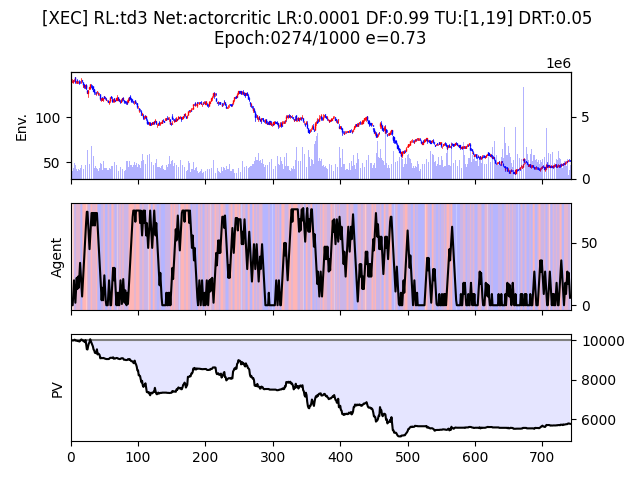 [XEC] RL:td3 Net:actorcritic LR:0.0001 DF:0.99 TU:[1,19] DRT:0.05
Epoch:0274/1000 e=0.73
1e6
Env.
100
50
5
0
Agent
50
0
PV
10000
8000
6000
0 100 200 300 400 500 600 700